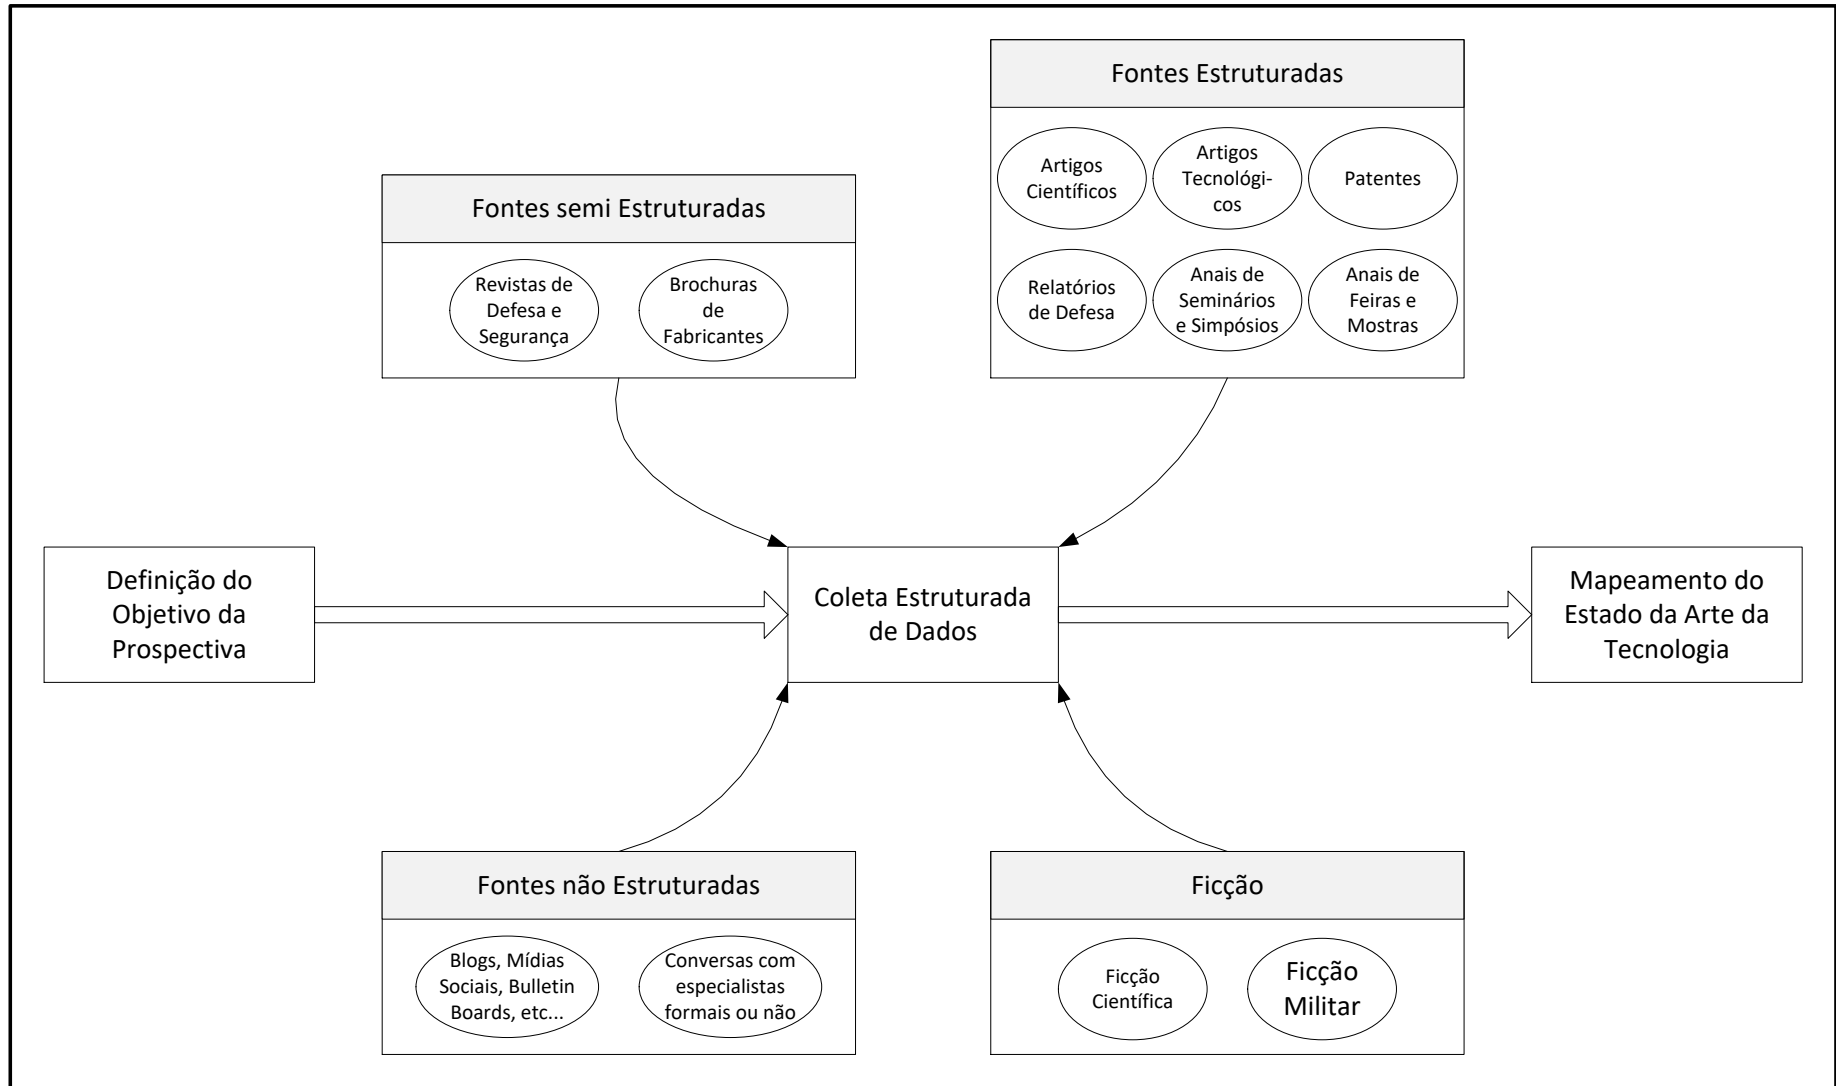 Fontes Estruturadas
Artigos
Científicos
Artigos
Tecnológi-
cos
Patentes
Relatórios
de Defesa
Anais de
Seminários
e Simpósios
Anais de
Feiras e
Mostras
Fontes semi Estruturadas
Revistas de
Defesa e
Segurança
Brochuras
de
Fabricantes
Definição do
Objetivo da
Prospectiva
Coleta Estruturada
de Dados
Mapeamento do
Estado da Arte da
Tecnologia
Fontes não Estruturadas
Blogs, Mídias
Sociais, Bulletin
Boards, etc...
Conversas com
especialistas
formais ou não
Ficção
Ficção
Científica
Ficção
Militar